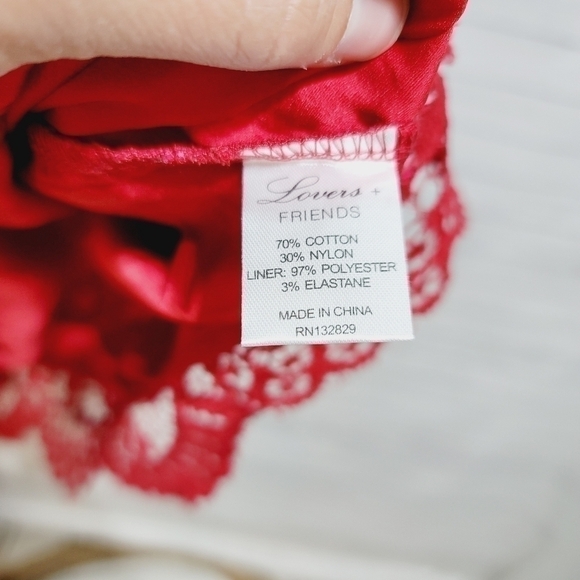 Lovers +
FRIENDS
70% COTTON
30% NYLON
LINER: 97% POLYESTER
3% ELASTANE
MADE IN CHINA
RN132829